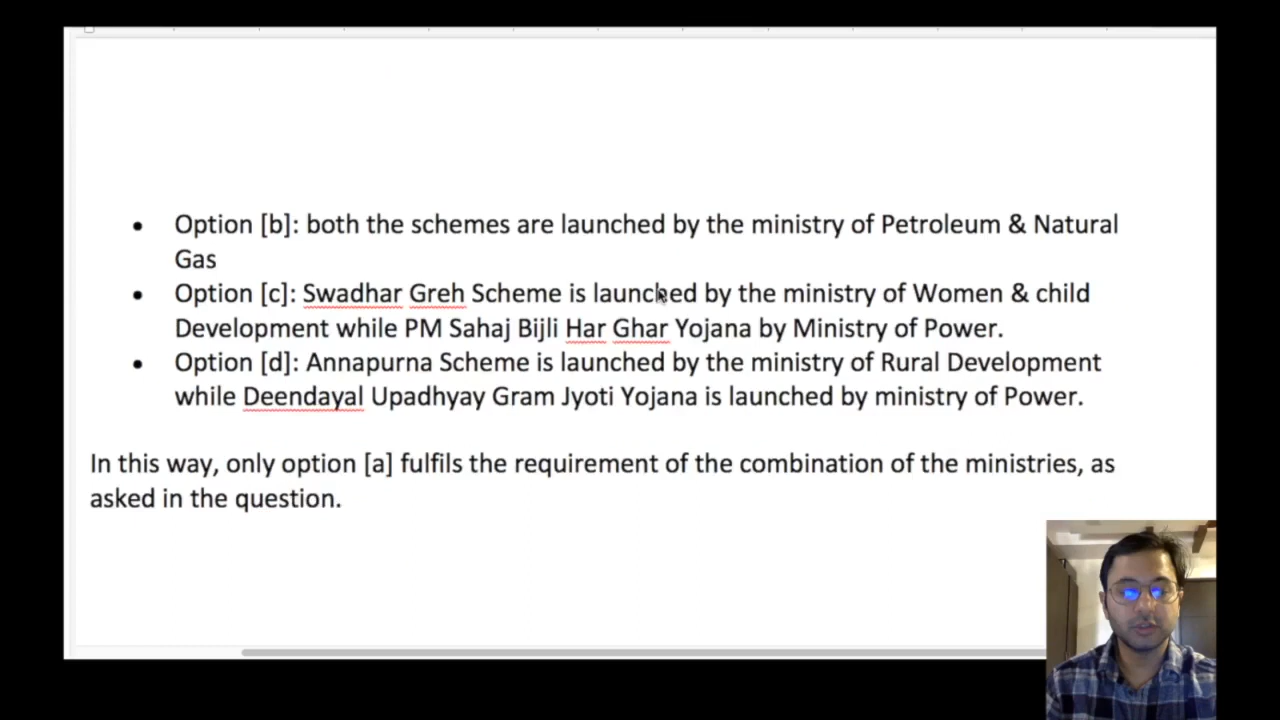 • Option [b]: both the schemes are launched by the ministry of Petroleum & Natural
Gas
• Option [c]: Swadhar Greh Scheme is launched by the ministry of Women & child
Development while PM Sahaj Bijli Har Ghar Yojana by Ministry of Power.
• Option [d]: Annapurna Scheme is launched by the ministry of Rural Development
while Deendayal Upadhyay Gram Jyoti Yojana is launched by ministry of Power.
In this way, only option [a] fulfils the requirement of the combination of the ministries, as
asked in the question.